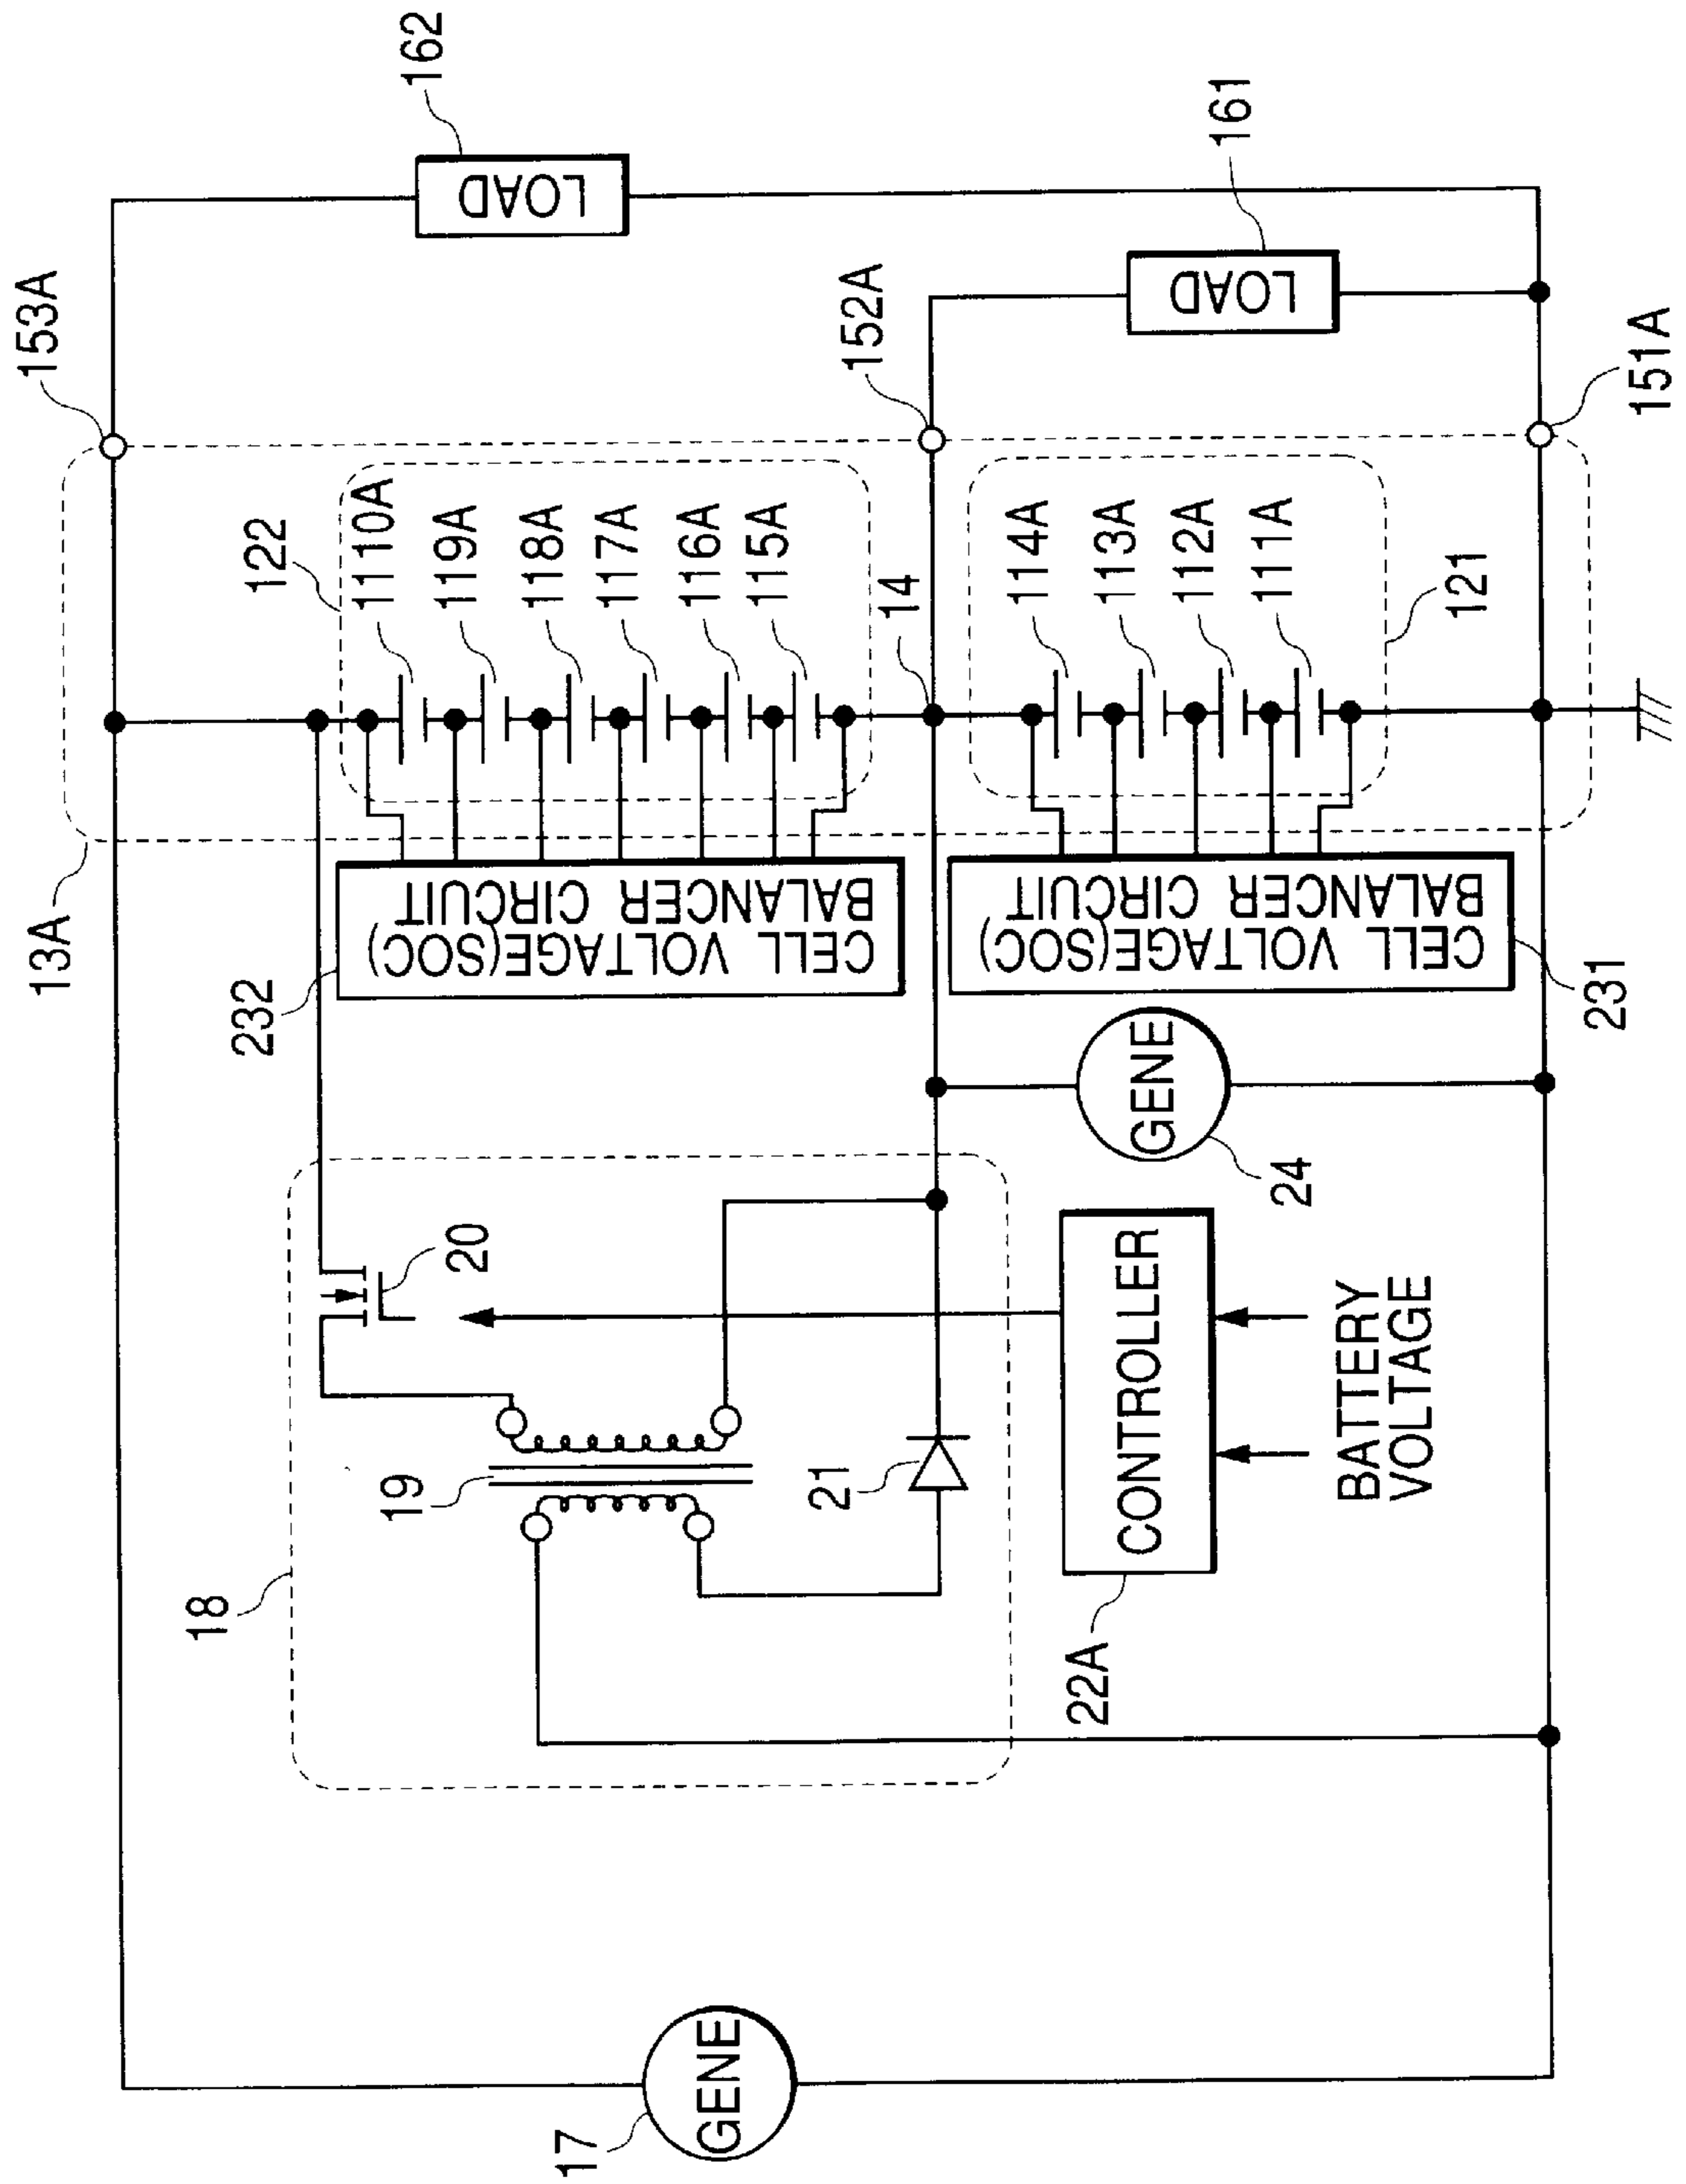 162
LOAD
161
LOAD
153A
152A
151A
122
1110A
119A
118A
117A
116A
115A
14
114A
113A
112A
111A
121
13A
232
CELL VOLTAGE(SOC)
BALANCER CIRCUIT
CELL VOLTAGE(SOC)
BALANCER CIRCUIT
231
GENE
24
20
19
21
18
CONTROLLER
22A
BATTERY
VOLTAGE
GENE
17